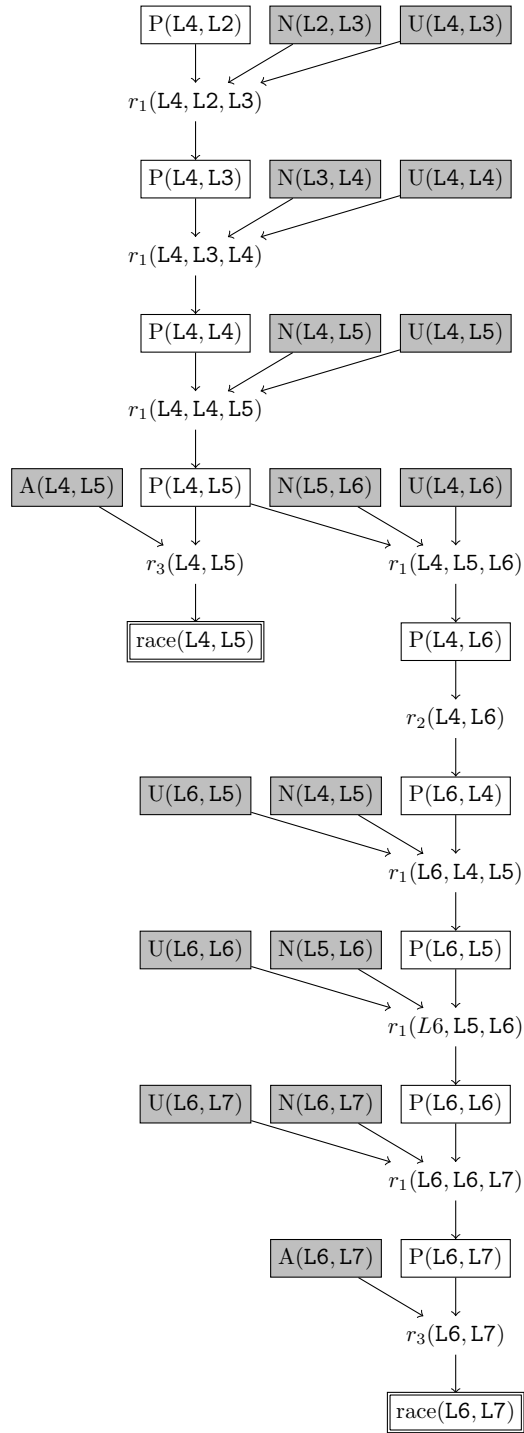 P(L4, L2) N(L2, L3) U(L4, L3)
r₁(L4, L2, L3)
P(L4, L3) N(L3, L4) U(L4, L4)
r₁(L4, L3, L4)
P(L4, L4) N(L4, L5) U(L4, L5)
r₁(L4, L4, L5)
A(L4, L5) P(L4, L5) N(L5, L6) U(L4, L6)
r₃(L4, L5) r₁(L4, L5, L6)
race(L4, L5) P(L4, L6)
r₂(L4, L6)
U(L6, L5) N(L4, L5) P(L6, L4)
r₁(L6, L4, L5)
U(L6, L6) N(L5, L6) P(L6, L5)
r₁(L6, L5, L6)
U(L6, L7) N(L6, L7) P(L6, L6)
r₁(L6, L6, L7)
A(L6, L7) P(L6, L7)
r₃(L6, L7)
race(L6, L7)